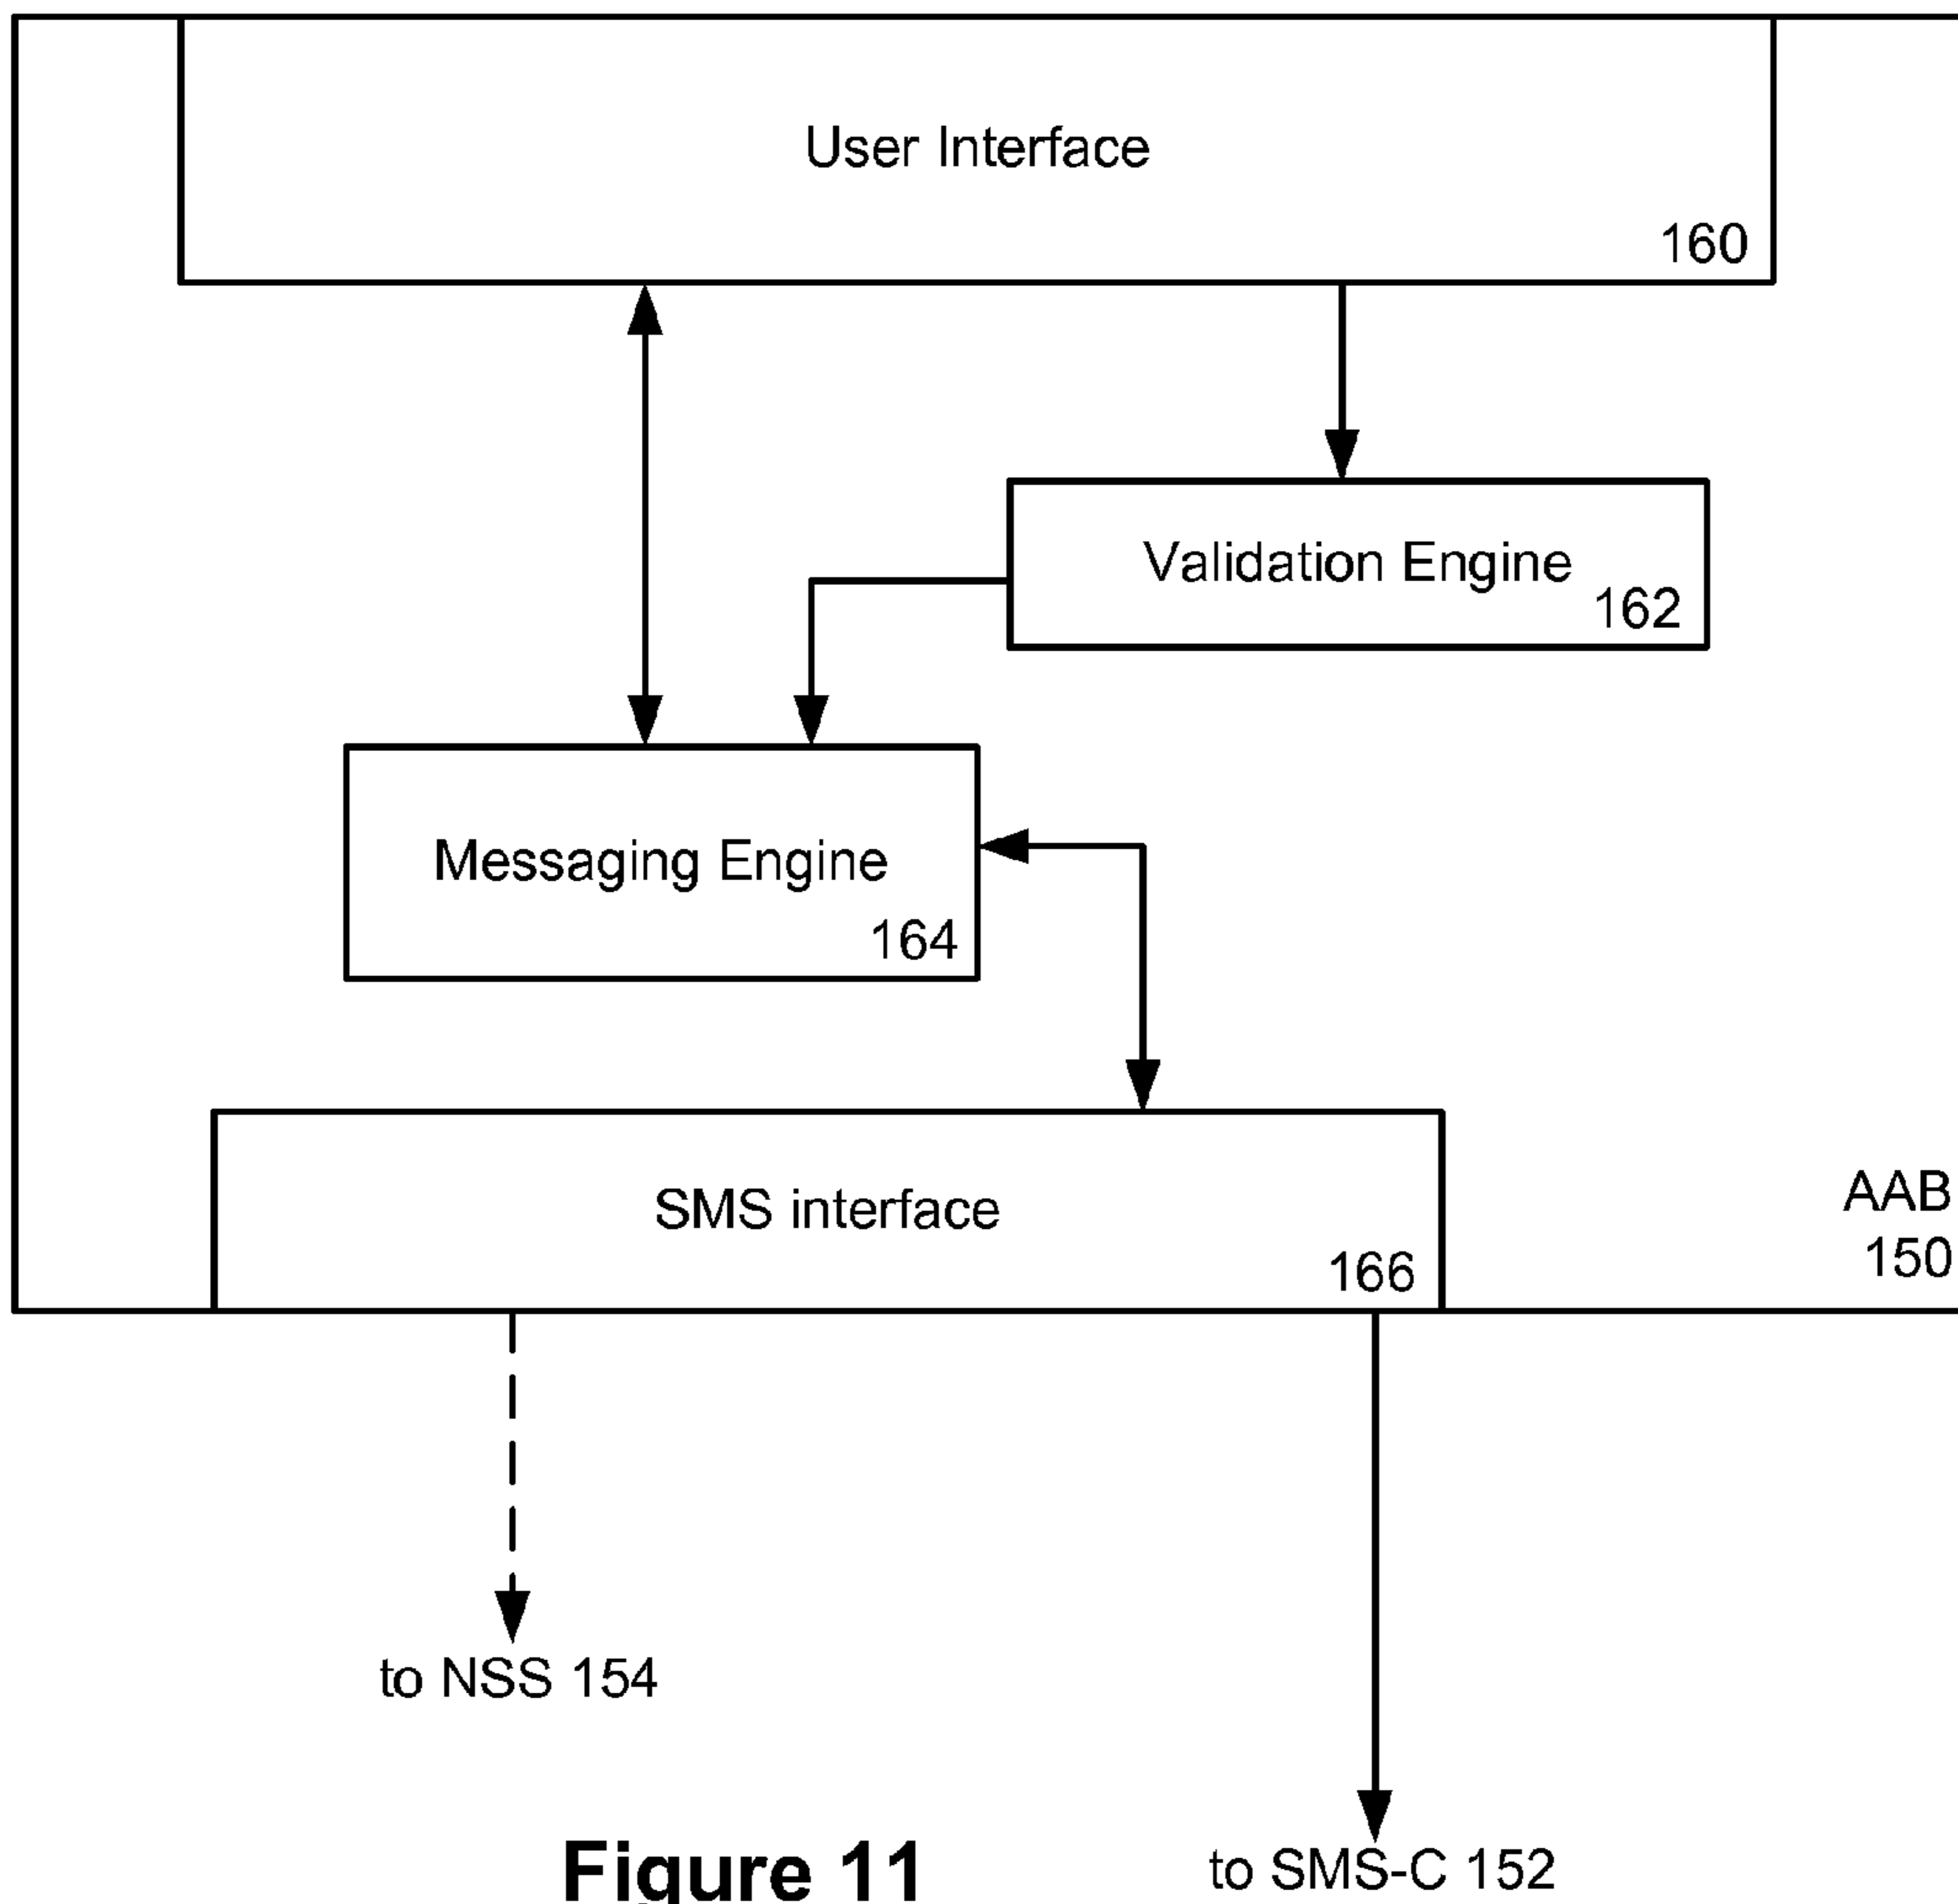 User Interface
160
Validation Engine
162
Messaging Engine
164
SMS interface
166
AAB
150
to NSS 154
to SMS-C 152
Figure 11